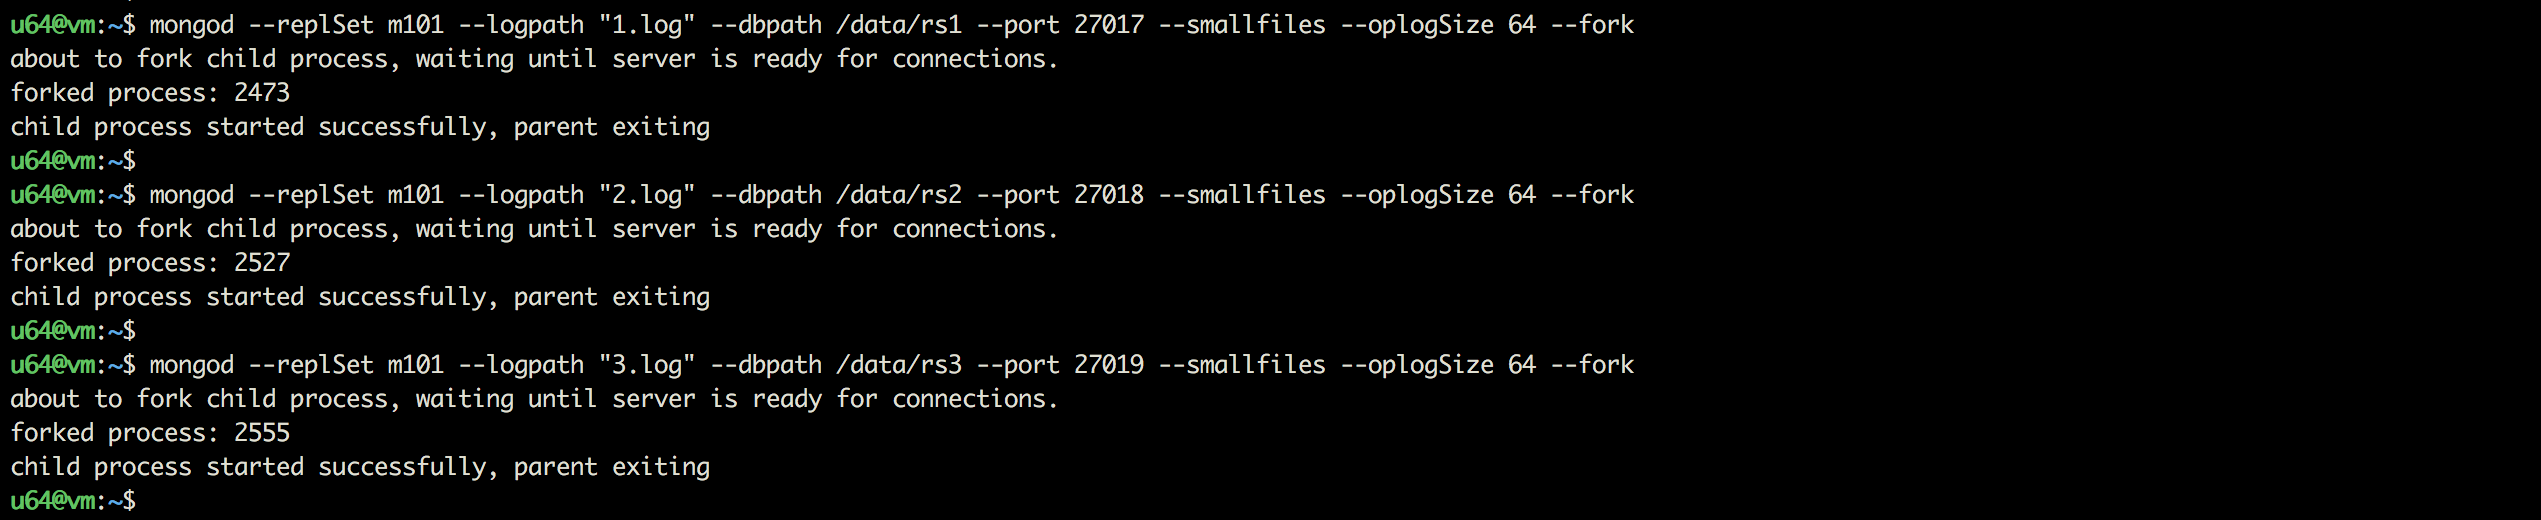 u64@vm:~$ mongod --replSet m101 --logpath "1.log" --dbpath /data/rs1 --port 27017 --smallfiles --oplogSize 64 --fork
about to fork child process, waiting until server is ready for connections.
forked process: 2473
child process started successfully, parent exiting
u64@vm:~$
u64@vm:~$ mongod --replSet m101 --logpath "2.log" --dbpath /data/rs2 --port 27018 --smallfiles --oplogSize 64 --fork
about to fork child process, waiting until server is ready for connections.
forked process: 2527
child process started successfully, parent exiting
u64@vm:~$
u64@vm:~$ mongod --replSet m101 --logpath "3.log" --dbpath /data/rs3 --port 27019 --smallfiles --oplogSize 64 --fork
about to fork child process, waiting until server is ready for connections.
forked process: 2555
child process started successfully, parent exiting
u64@vm:~$